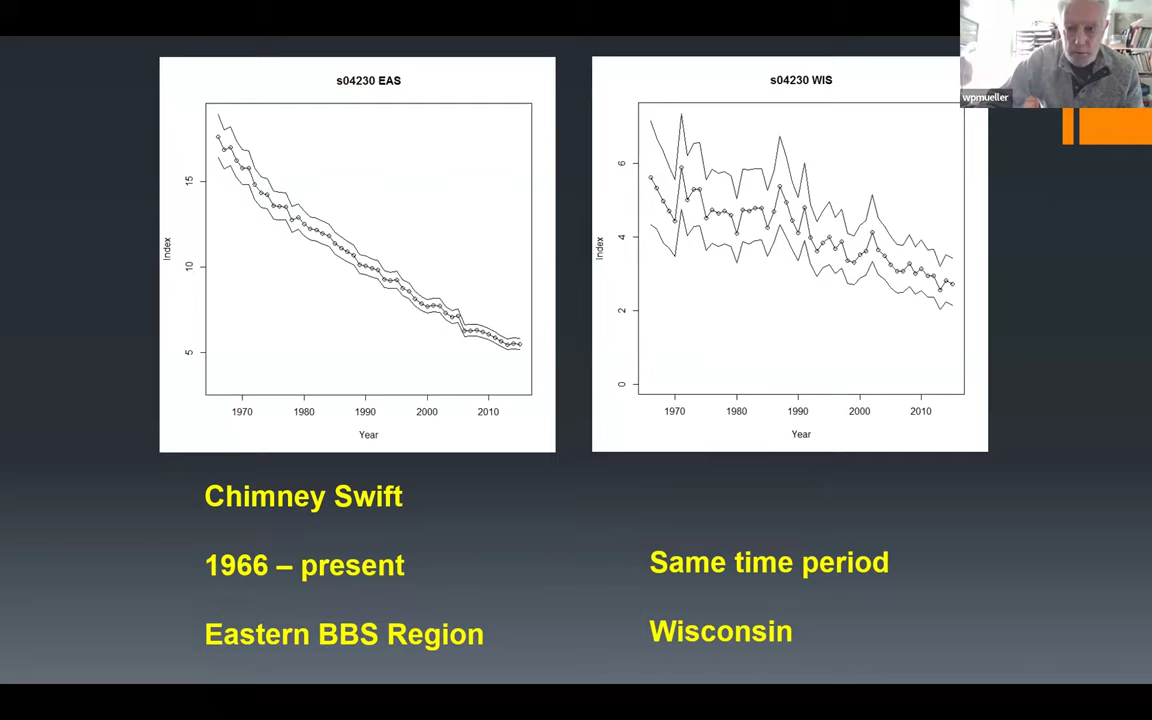 s04230 EAS
15
10
5
Index
1970 1980 1990 2000 2010
Year
s04230 WIS
6
4
2
0
Index
1970 1980 1990 2000 2010
Year
wpmueller
Chimney Swift
1966 – present
Eastern BBS Region
Same time period
Wisconsin